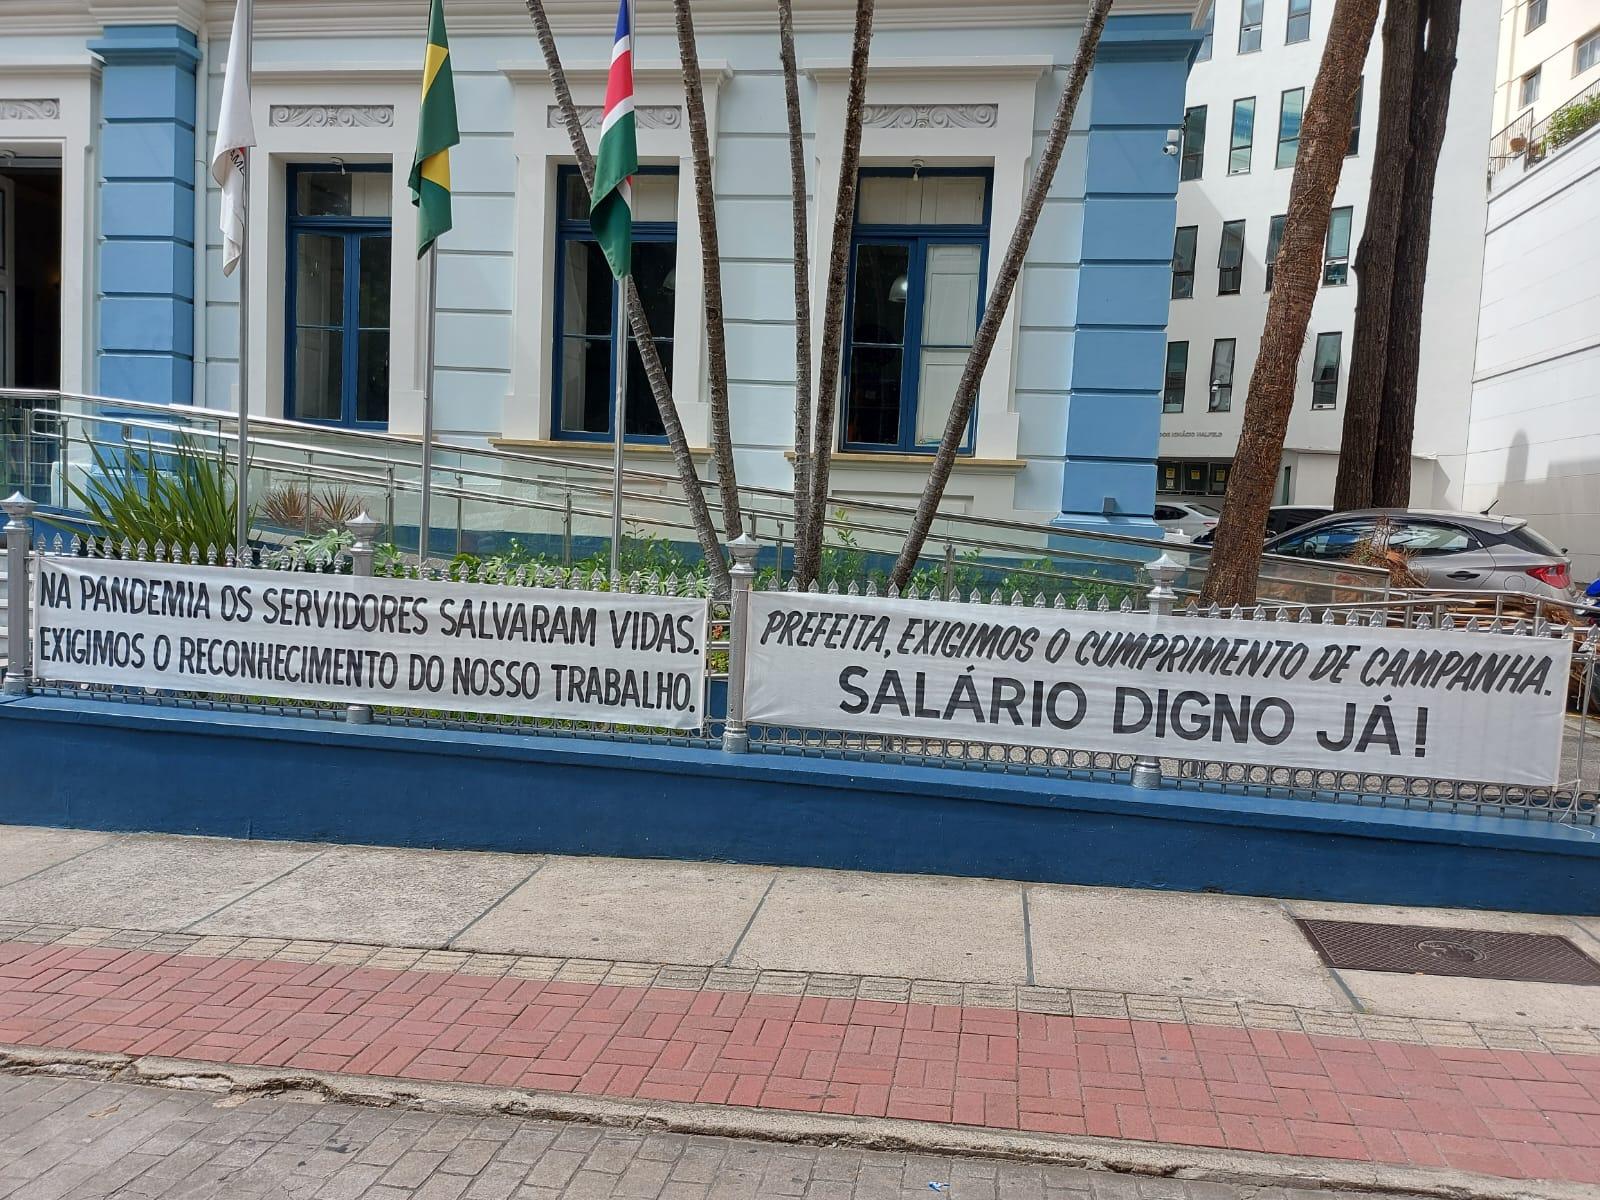 NA PANDEMIA OS SERVIDORES SALVARAM VIDAS.
EXIGIMOS O RECONHECIMENTO DO NOSSO TRABALHO.
PREFEITA, EXIGIMOS O CUMPRIMENTO DE CAMPANHA.
SALÁRIO DIGNO JÁ!